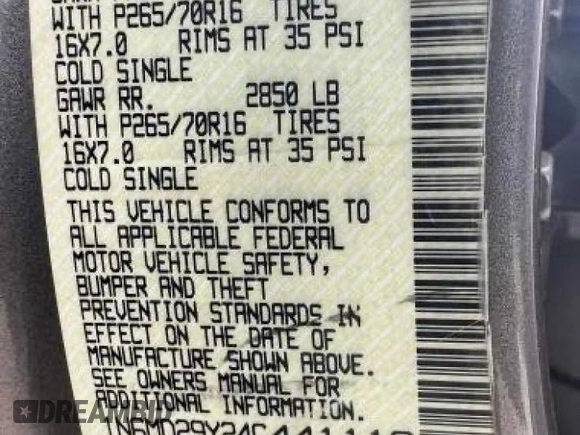 WITH P265/70R16 TIRES
16X7.0 RIMS AT 35 PSI
COLD SINGLE
GAWR RR. 2850 LB
WITH P265/70R16 TIRES
16X7.0 RIMS AT 35 PSI
COLD SINGLE
THIS VEHICLE CONFORMS TO
ALL APPLICABLE FEDERAL
MOTOR VEHICLE SAFETY,
BUMPER AND THEFT
PREVENTION STANDARDS IN
EFFECT ON THE DATE OF
MANUFACTURE SHOWN ABOVE.
SEE OWNERS MANUAL FOR
ADDITIONAL INFORMATION.